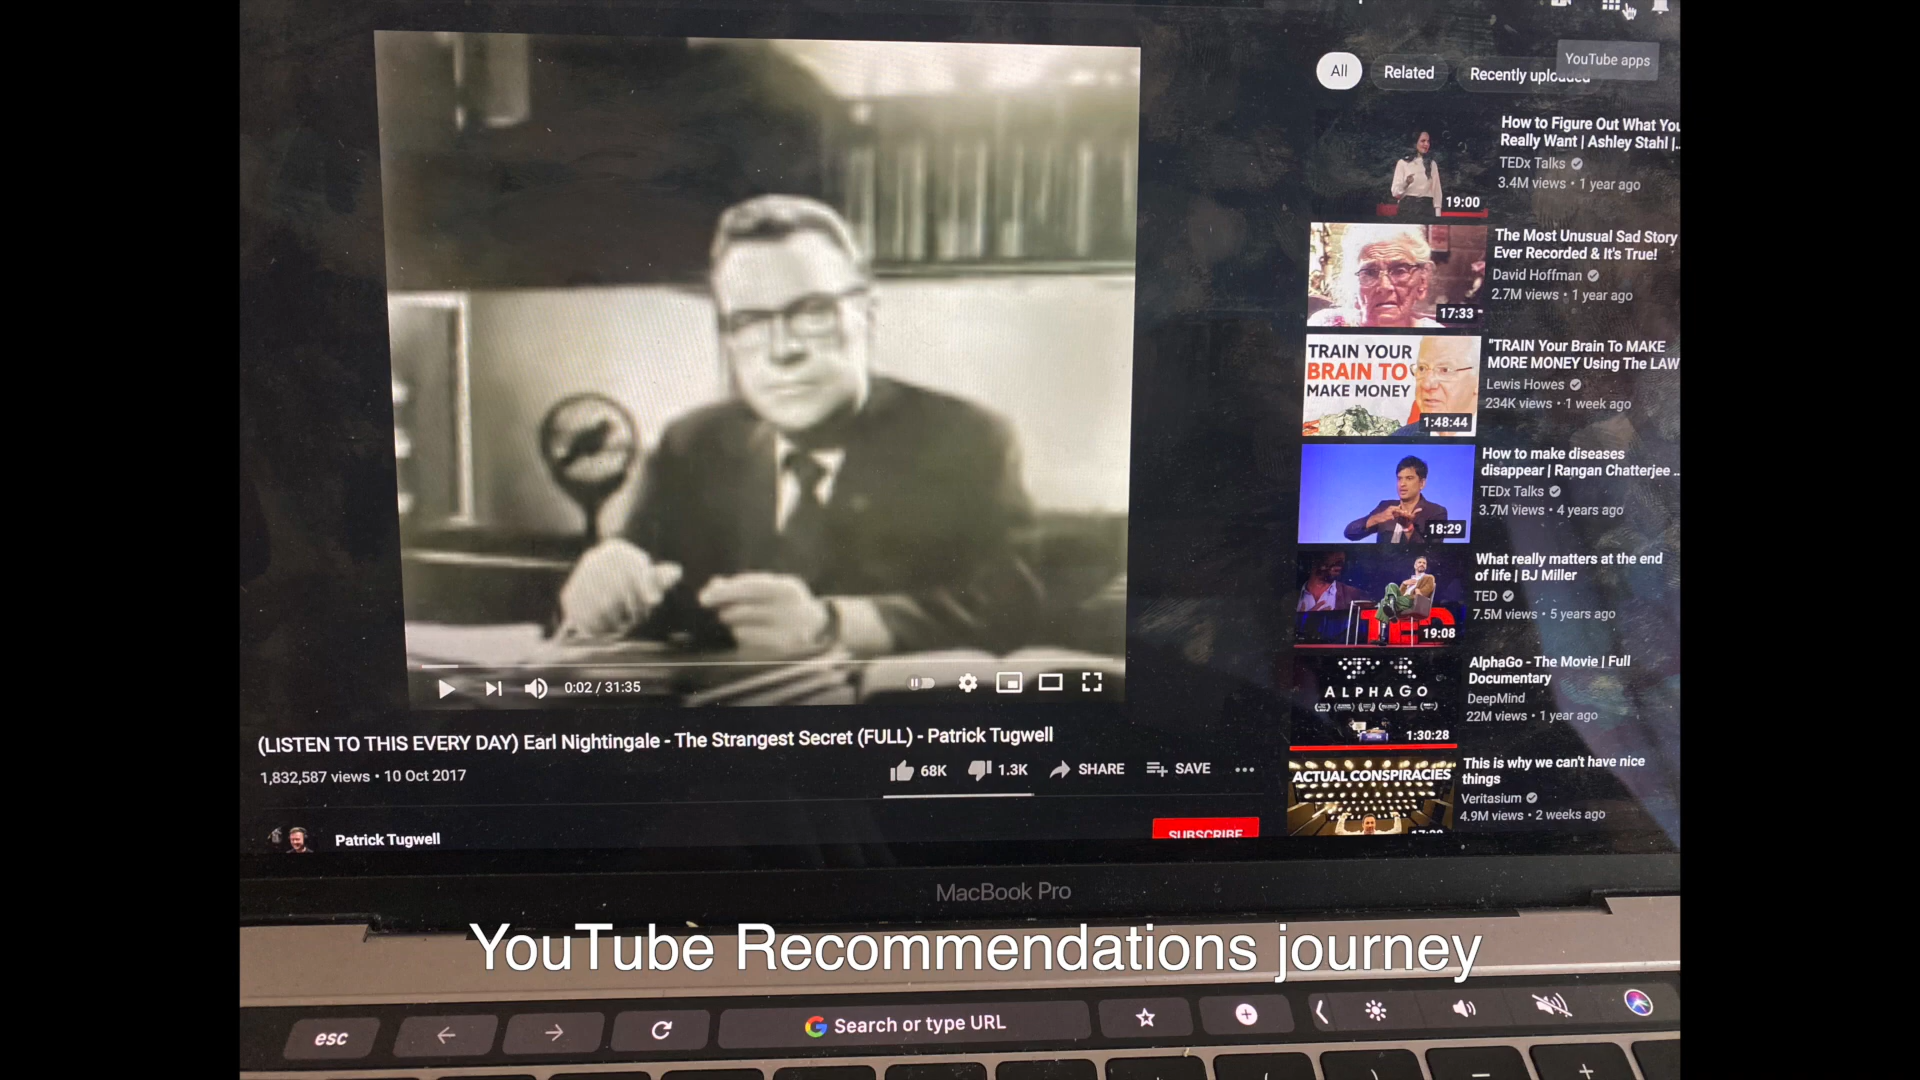 YouTube apps
All
Related
Recently uploaded
How to Figure Out What You
Really Want | Ashley Stahl |...
TEDx Talks
3.4M views • 1 year ago
19:00
The Most Unusual Sad Story
Ever Recorded & It's True!
David Hoffman
2.7M views • 1 year ago
17:33
TRAIN YOUR
BRAIN TO
MAKE MONEY
1:48:44
"TRAIN Your Brain To MAKE
MORE MONEY Using The LAW
Lewis Howes
234K views • 1 week ago
How to make diseases
disappear | Rangan Chatterjee ...
TEDx Talks
3.7M views • 4 years ago
18:29
What really matters at the end
of life | BJ Miller
TED
7.5M views • 5 years ago
TED
19:08
ALPHAGO
1:30:28
AlphaGo - The Movie | Full
Documentary
DeepMind
22M views • 1 year ago
ACTUAL CONSPIRACIES
This is why we can't have nice
things
Veritasium
4.9M views • 2 weeks ago
0:02 / 31:35
(LISTEN TO THIS EVERY DAY) Earl Nightingale - The Strangest Secret (FULL) - Patrick Tugwell
1,832,587 views • 10 Oct 2017
68K
1.3K
SHARE
SAVE
Patrick Tugwell
SUBSCRIBE
MacBook Pro
YouTube Recommendations journey
esc
Search or type URL